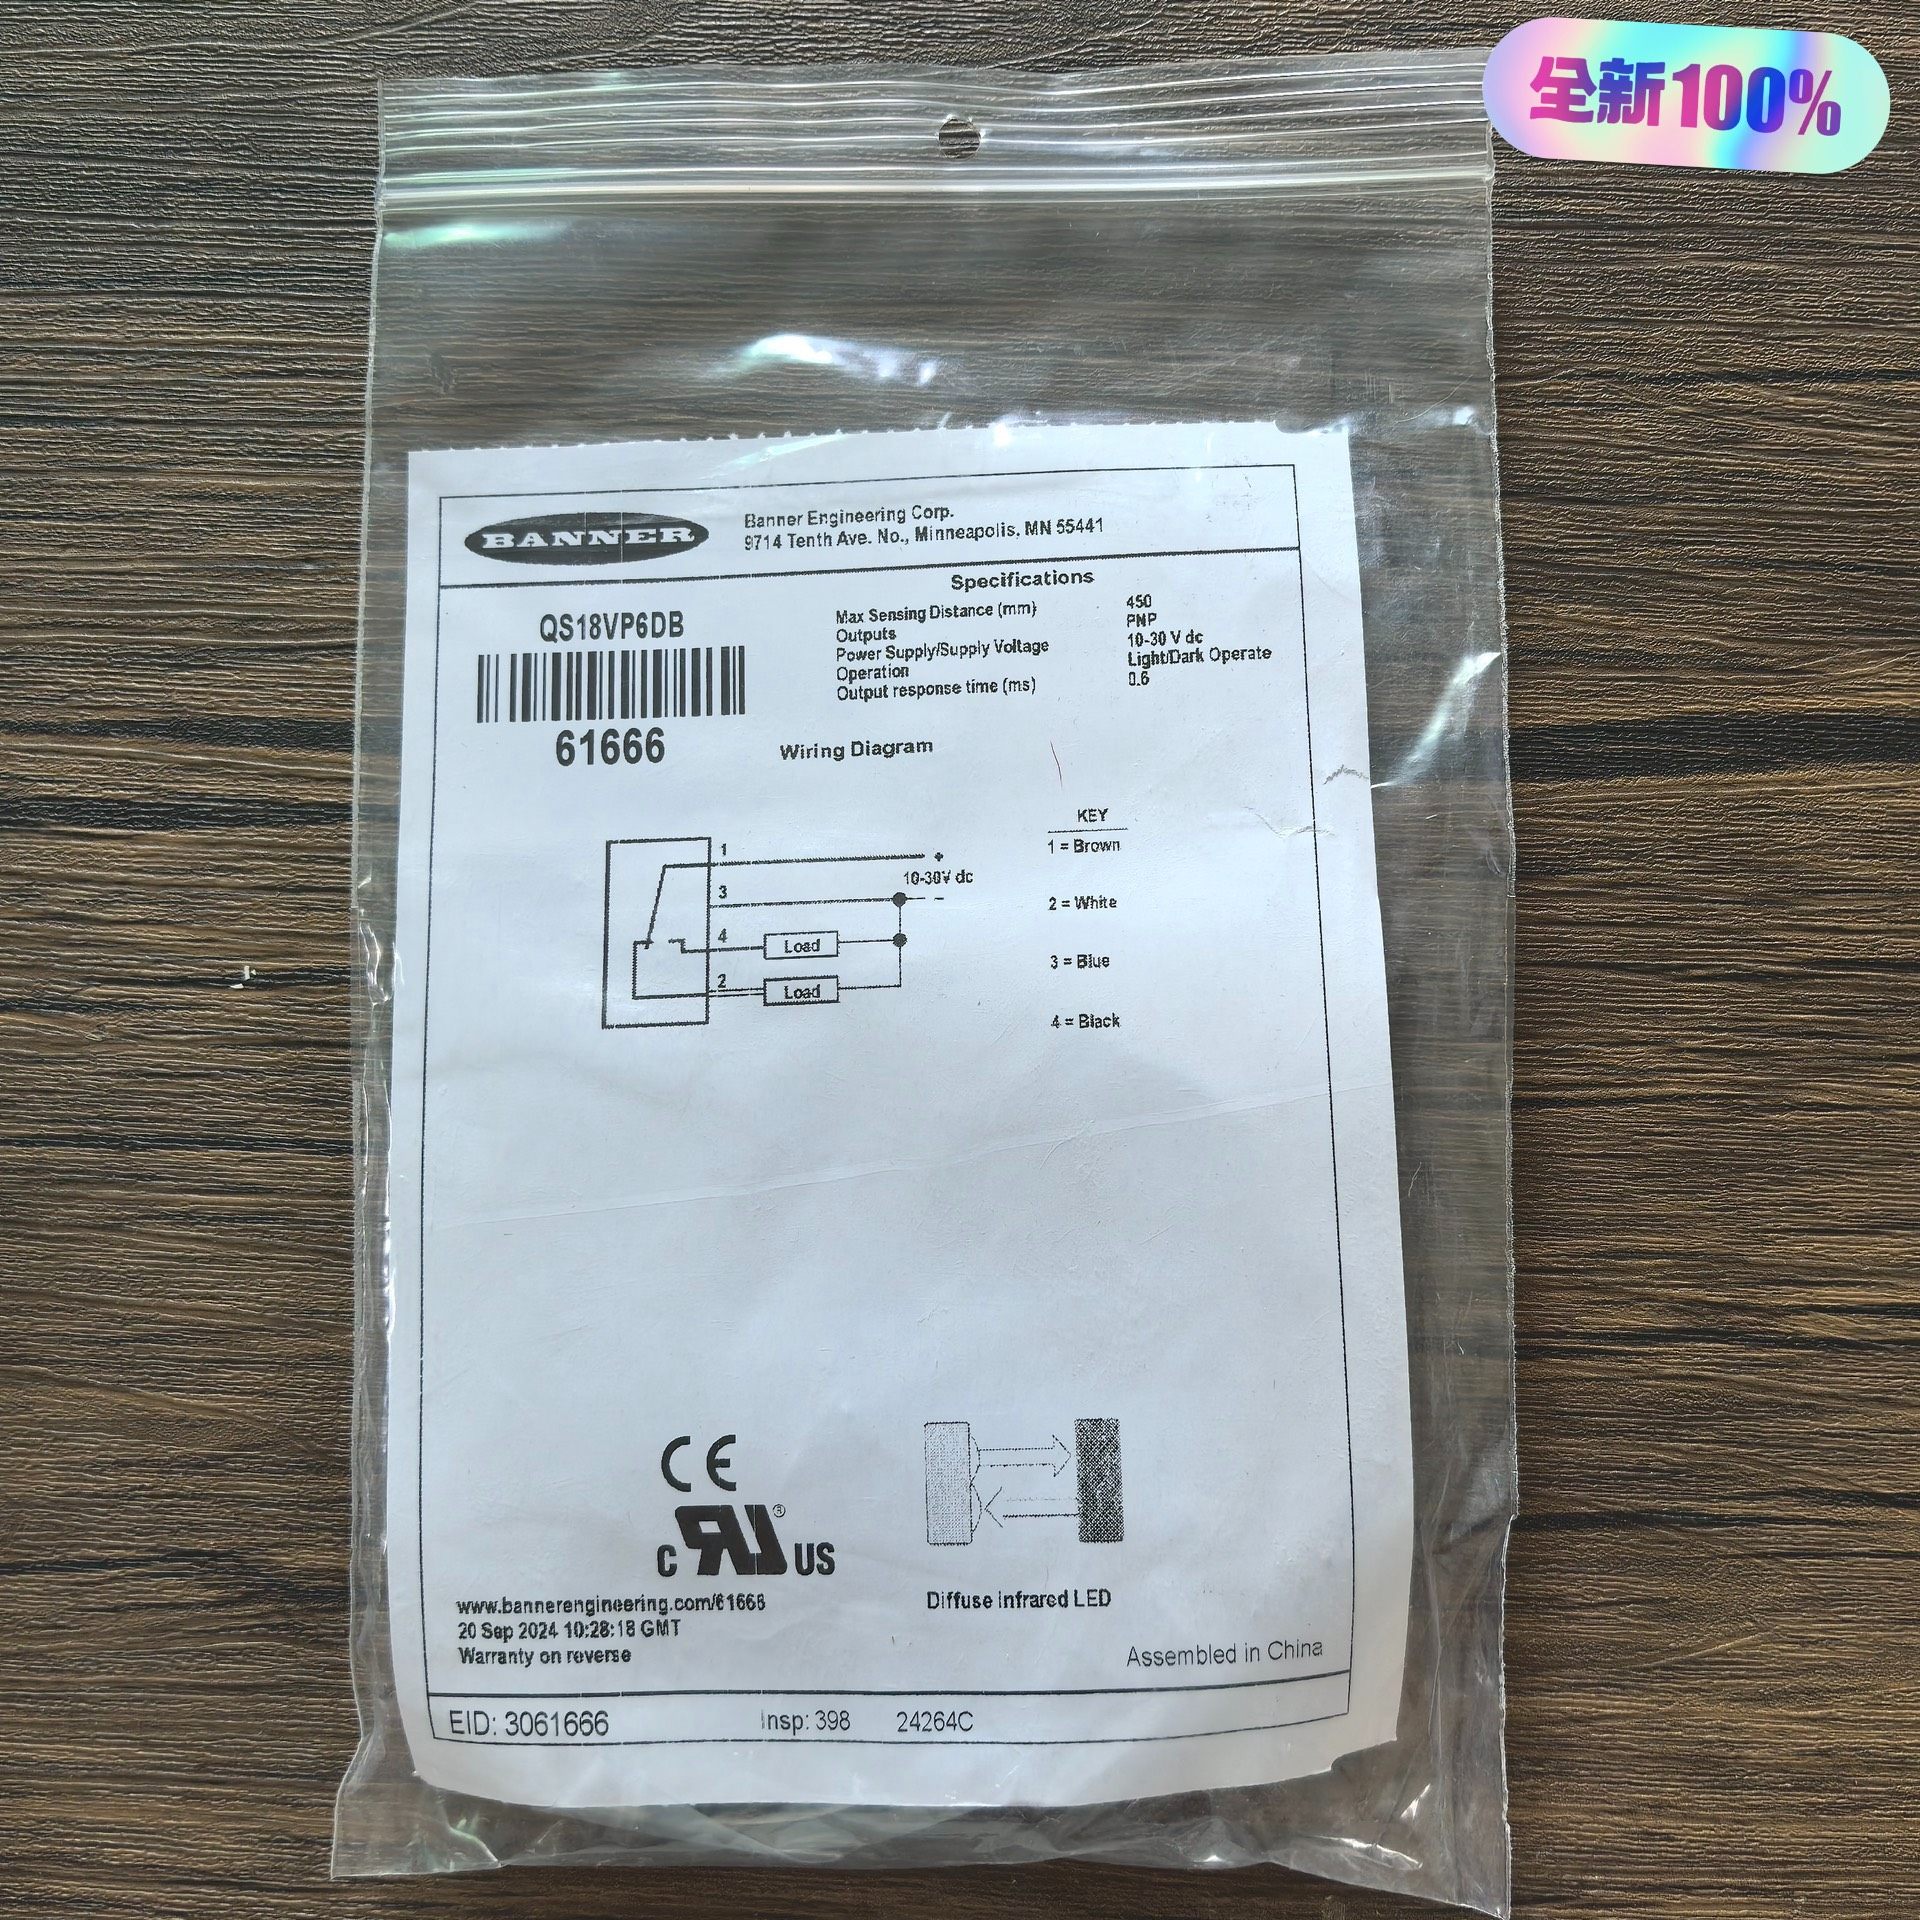 全新100%
BANNER
Banner Engineering Corp.
9714 Tenth Ave. No., Minneapolis, MN 55441
Specifications
QS18VP6DB
61666
Max Sensing Distance (mm) 450
Outputs PNP
Power Supply/Supply Voltage 10-30 V dc
Operation Light/Dark Operate
Output response time (ms) 0.6
Wiring Diagram
1 +
10-30V dc
3 -
4 Load
2 Load
KEY
1 = Brown
2 = White
3 = Blue
4 = Black
CE
C RU ® US
www.bannerengineering.com/61666
20 Sep 2024 10:28:18 GMT
Warranty on reverse
Diffuse Infrared LED
Assembled in China
EID: 3061666 Insp: 398 24264C